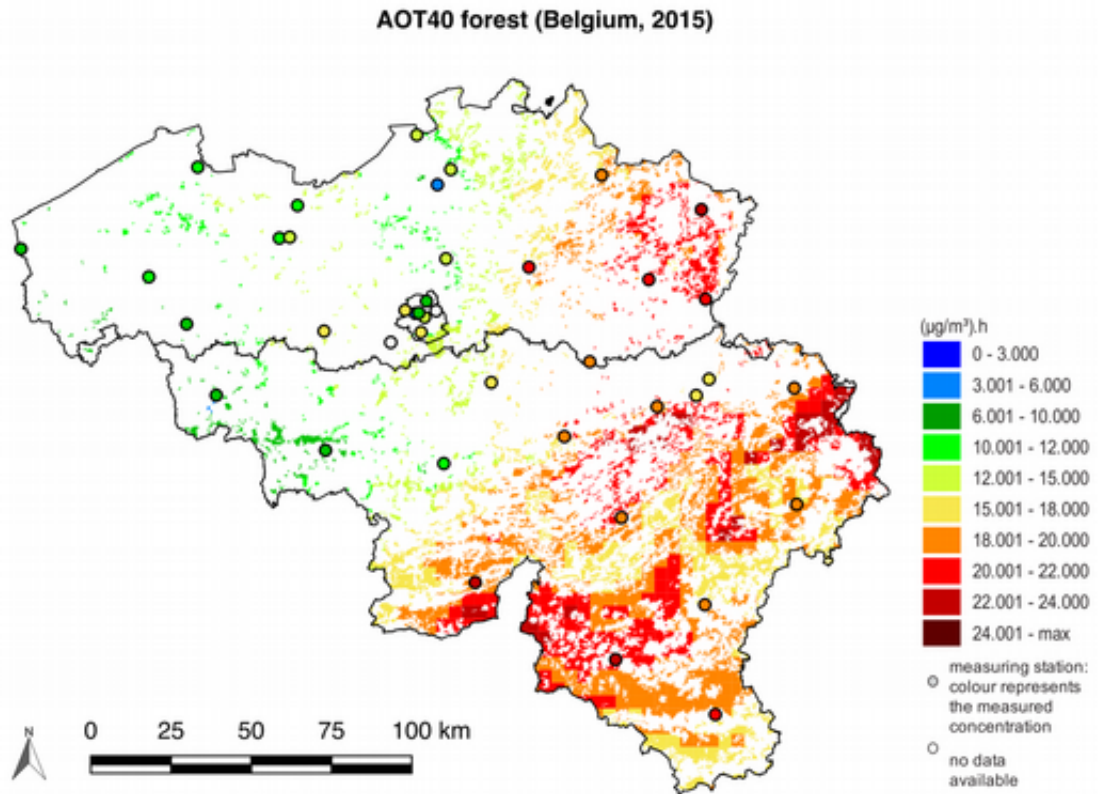 AOT40 forest (Belgium, 2015)
(µg/m³).h
0 - 3.000
3.001 - 6.000
6.001 - 10.000
10.001 - 12.000
12.001 - 15.000
15.001 - 18.000
18.001 - 20.000
20.001 - 22.000
22.001 - 24.000
24.001 - max
measuring station:
colour represents
the measured
concentration
no data
available
N
0 25 50 75 100 km